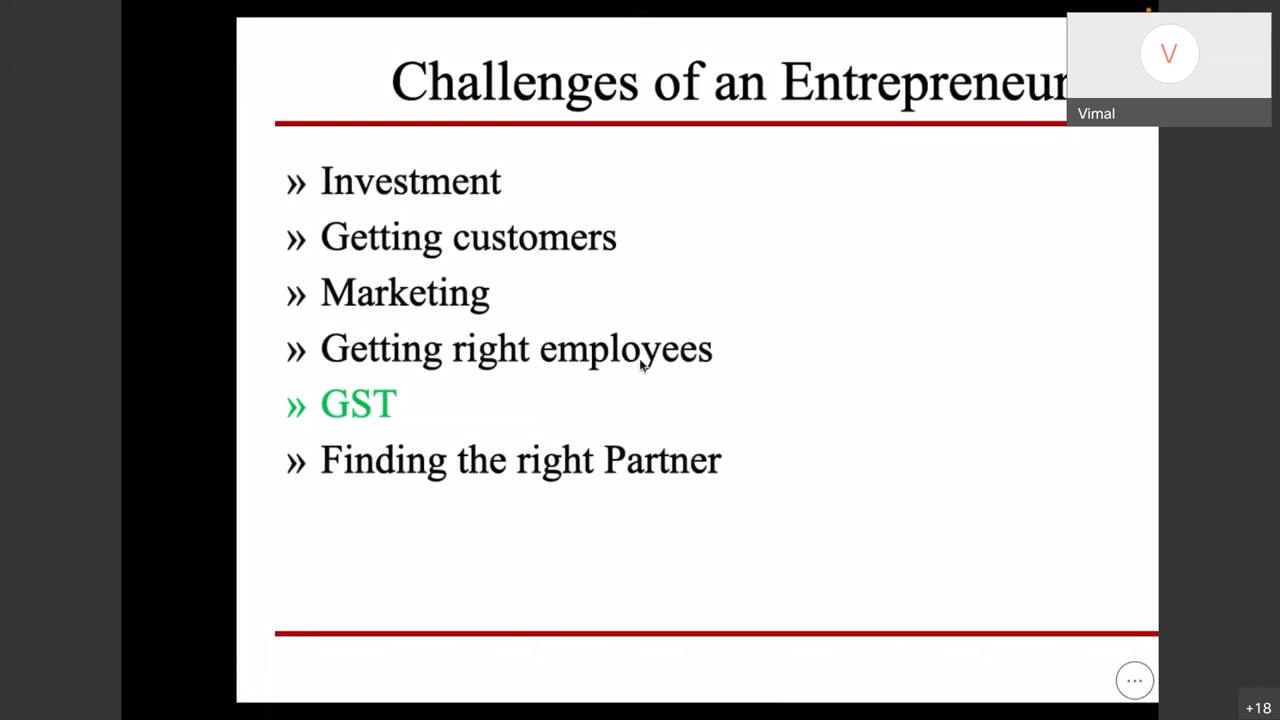 Challenges of an Entrepreneur
V
Vimal
» Investment
» Getting customers
» Marketing
» Getting right employees
» GST
» Finding the right Partner
...
+18